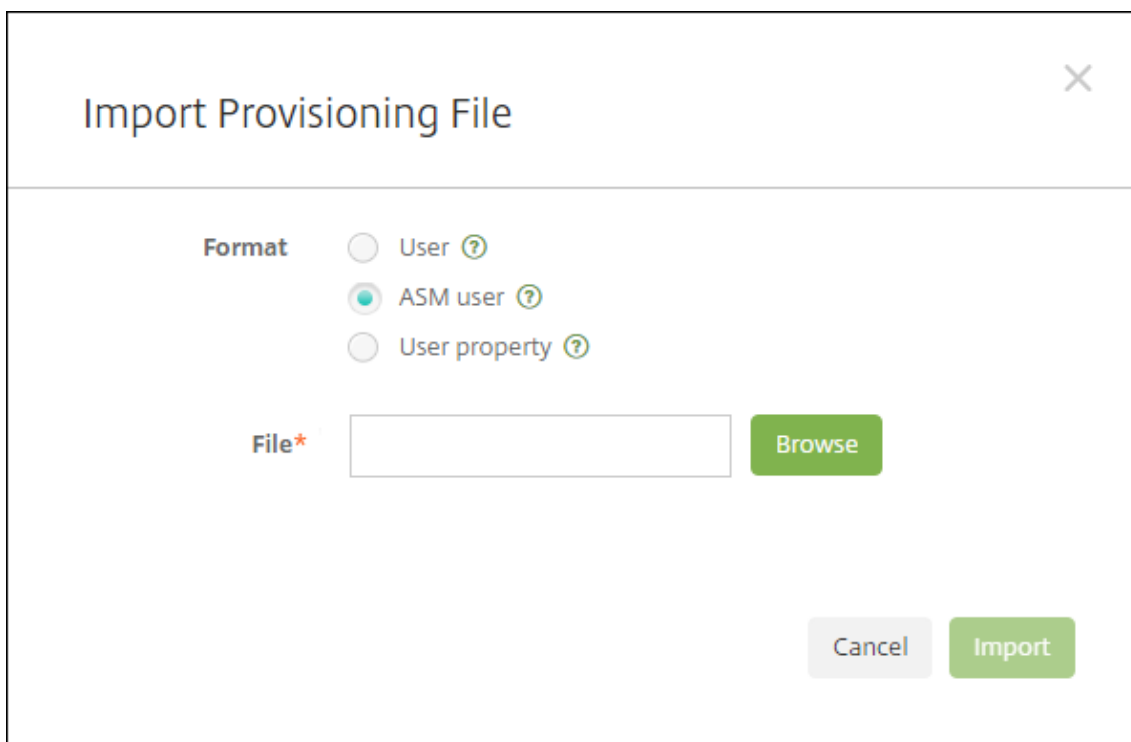 Import Provisioning File
Format
User ?
ASM user ?
User property ?
File*
Browse
Cancel
Import